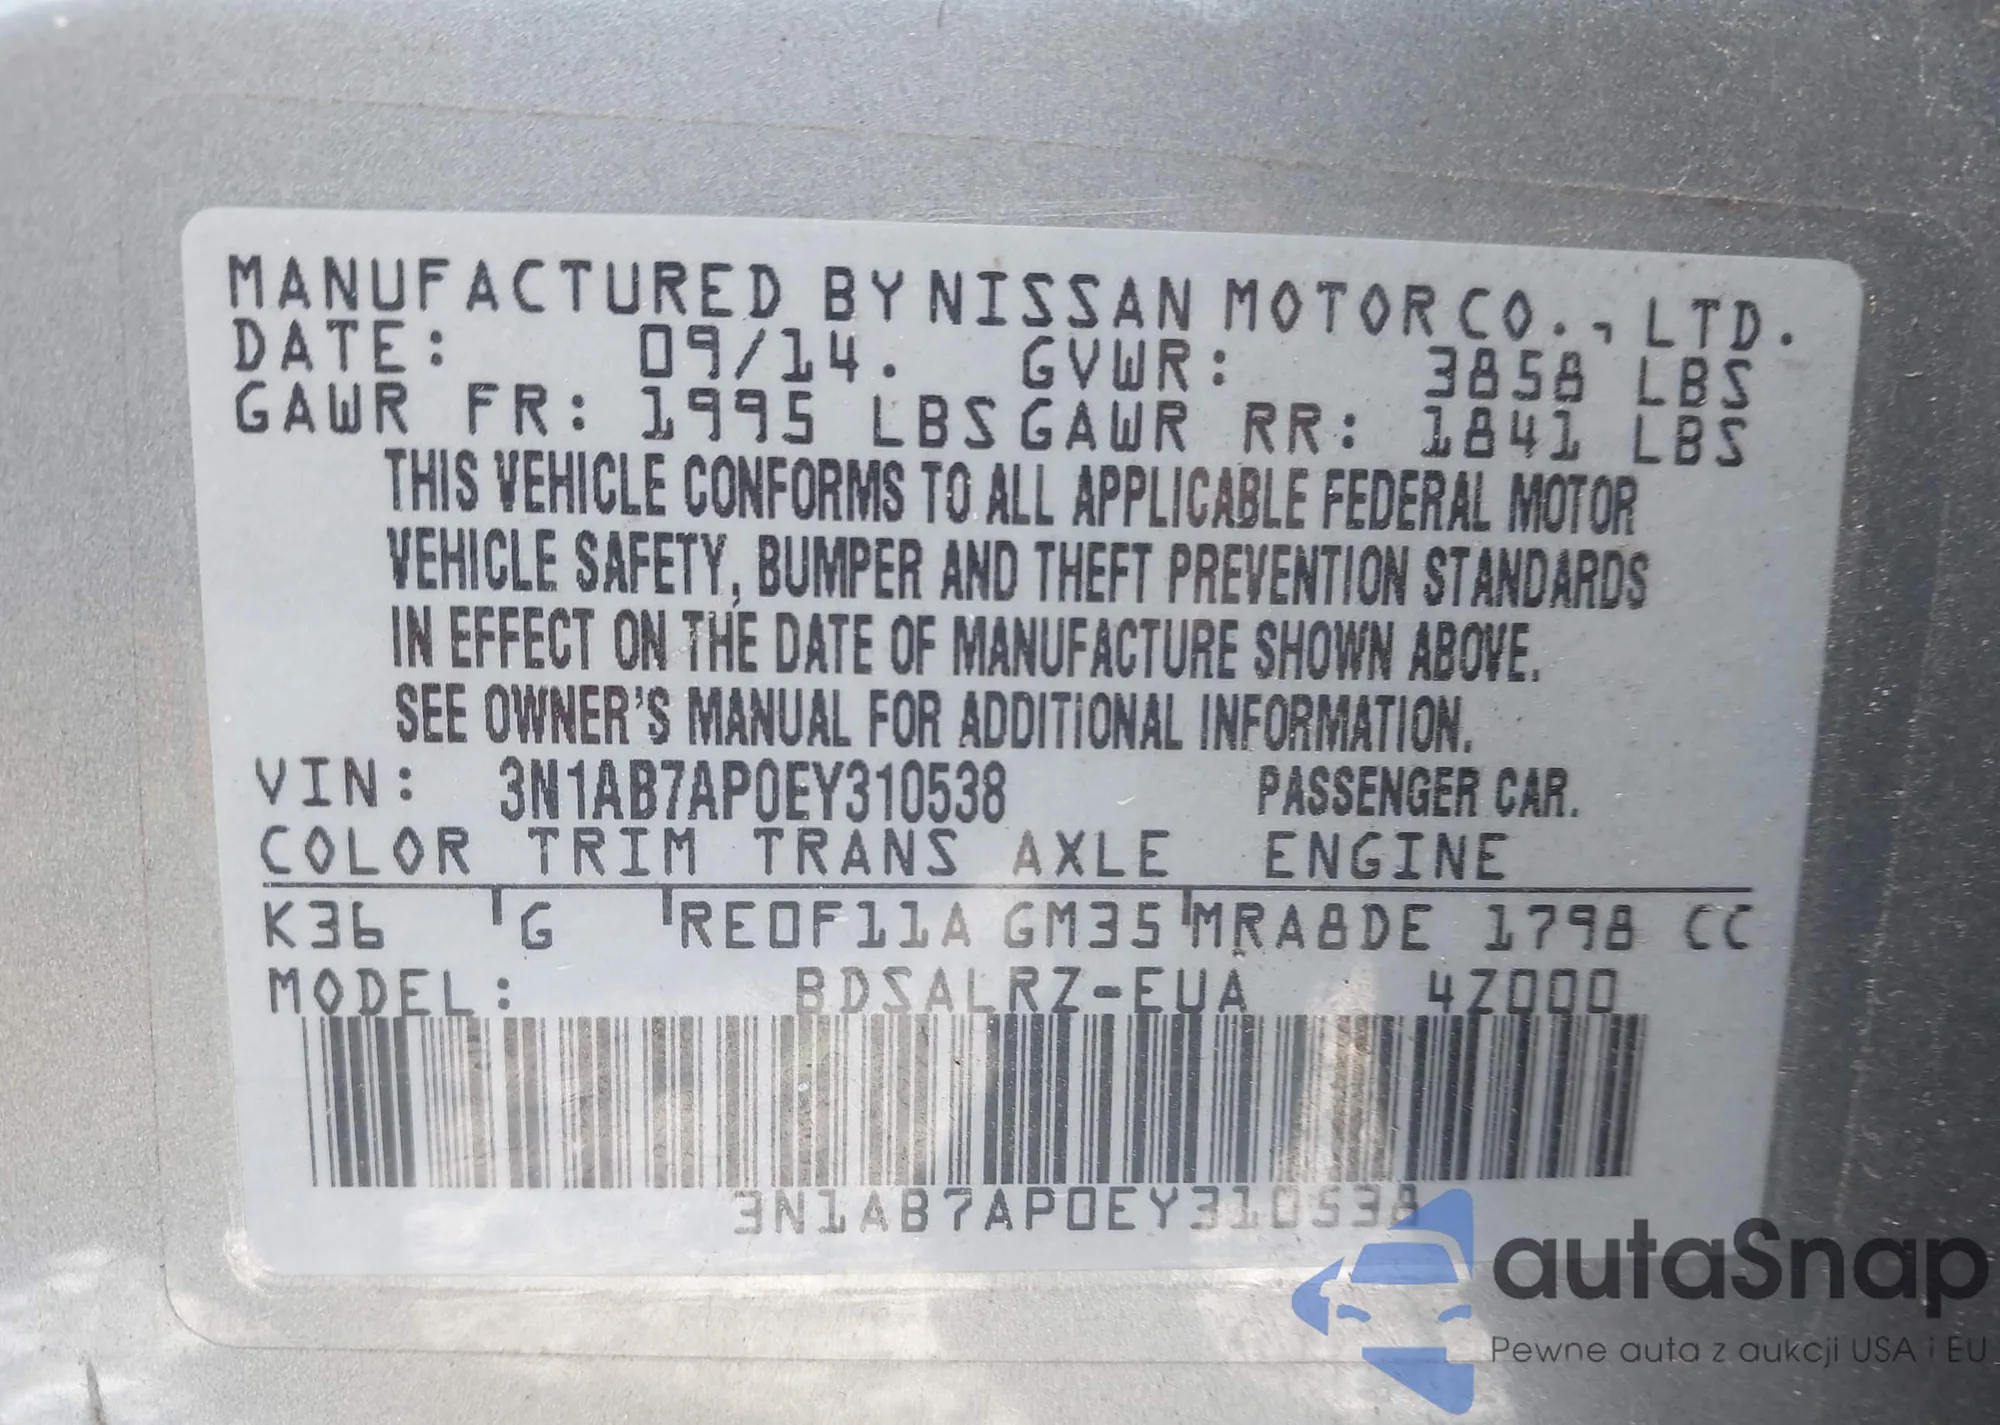 MANUFACTURED BY NISSAN MOTOR CO., LTD.
DATE: 09/14. GVWR: 3858 LBS
GAWR FR: 1995 LBS GAWR RR: 1841 LBS
THIS VEHICLE CONFORMS TO ALL APPLICABLE FEDERAL MOTOR
VEHICLE SAFETY, BUMPER AND THEFT PREVENTION STANDARDS
IN EFFECT ON THE DATE OF MANUFACTURE SHOWN ABOVE.
SEE OWNER'S MANUAL FOR ADDITIONAL INFORMATION.
VIN: 3N1AB7AP0EY310538 PASSENGER CAR.
COLOR TRIM TRANS AXLE ENGINE
K36 G RE0F11A GM35 MRA8DE 1798 CC
MODEL: BDSALRZ-EUA 4Z000
3N1AB7AP0EY310538
autaSnap
Pewne auta z aukcji USA i EU